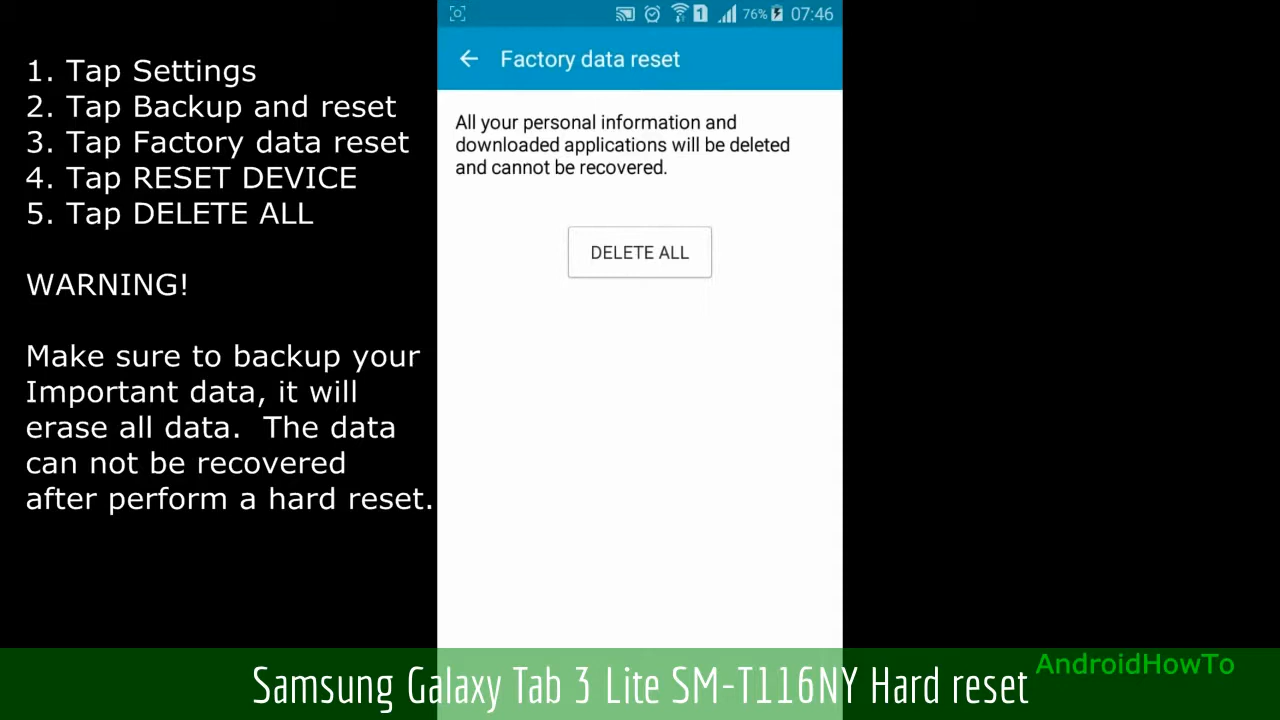 1. Tap Settings
2. Tap Backup and reset
3. Tap Factory data reset
4. Tap RESET DEVICE
5. Tap DELETE ALL
WARNING!
Make sure to backup your
Important data, it will
erase all data.  The data
can not be recovered
after perform a hard reset.
1 76% 07:46
Factory data reset
All your personal information and
downloaded applications will be deleted
and cannot be recovered.
DELETE ALL
AndroidHowTo
Samsung Galaxy Tab 3 Lite SM-T116NY Hard reset